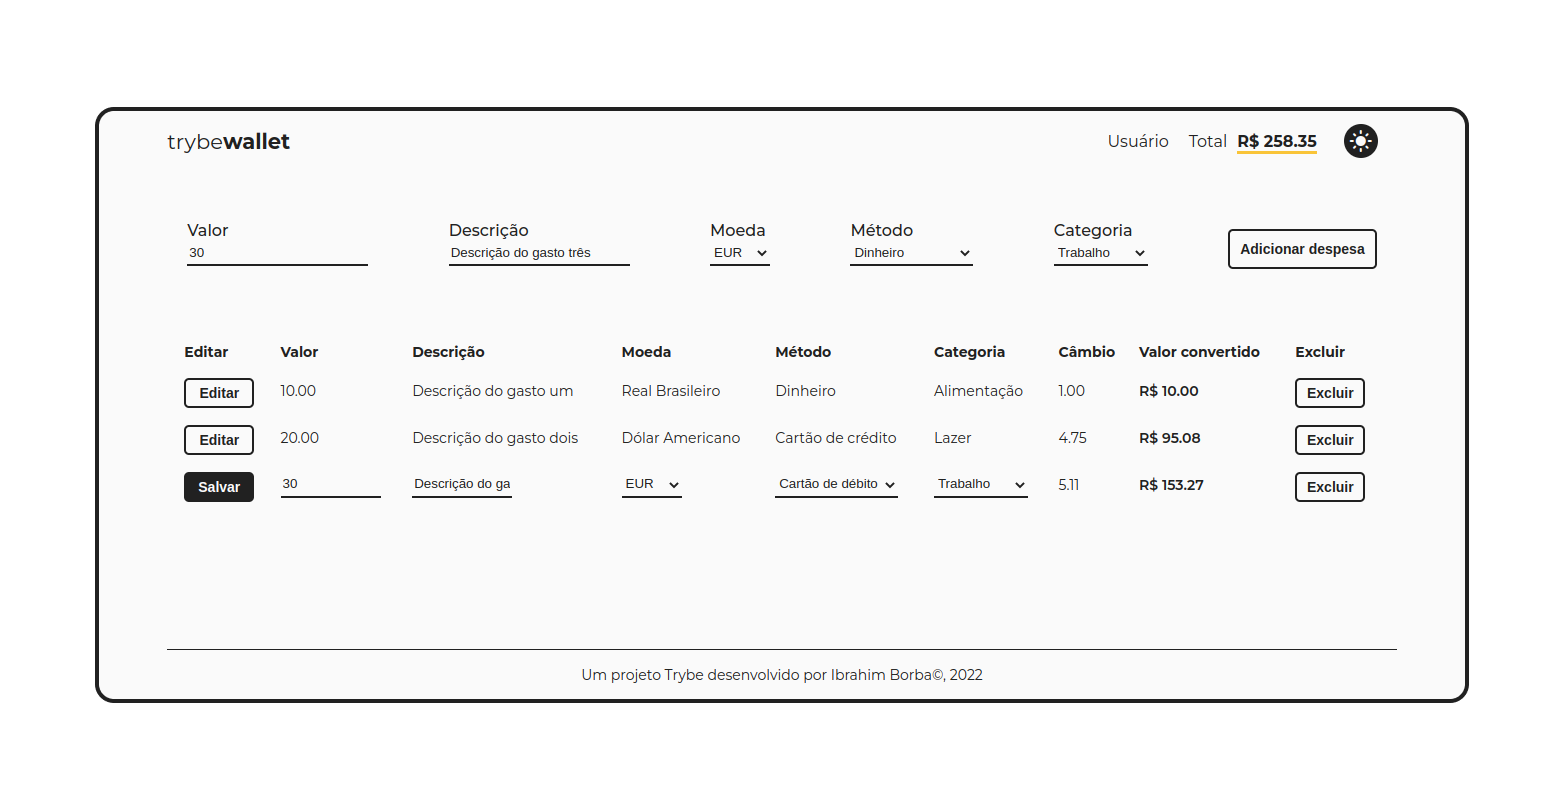 trybewallet Usuário Total R$ 258.35
Valor Descrição Moeda Método Categoria
30 Descrição do gasto três EUR Dinheiro Trabalho Adicionar despesa
Editar Valor Descrição Moeda Método Categoria Câmbio Valor convertido Excluir
Editar 10.00 Descrição do gasto um Real Brasileiro Dinheiro Alimentação 1.00 R$ 10.00 Excluir
Editar 20.00 Descrição do gasto dois Dólar Americano Cartão de crédito Lazer 4.75 R$ 95.08 Excluir
Salvar 30 Descrição do ga EUR Cartão de débito Trabalho 5.11 R$ 153.27 Excluir
Um projeto Trybe desenvolvido por Ibrahim Borba©, 2022